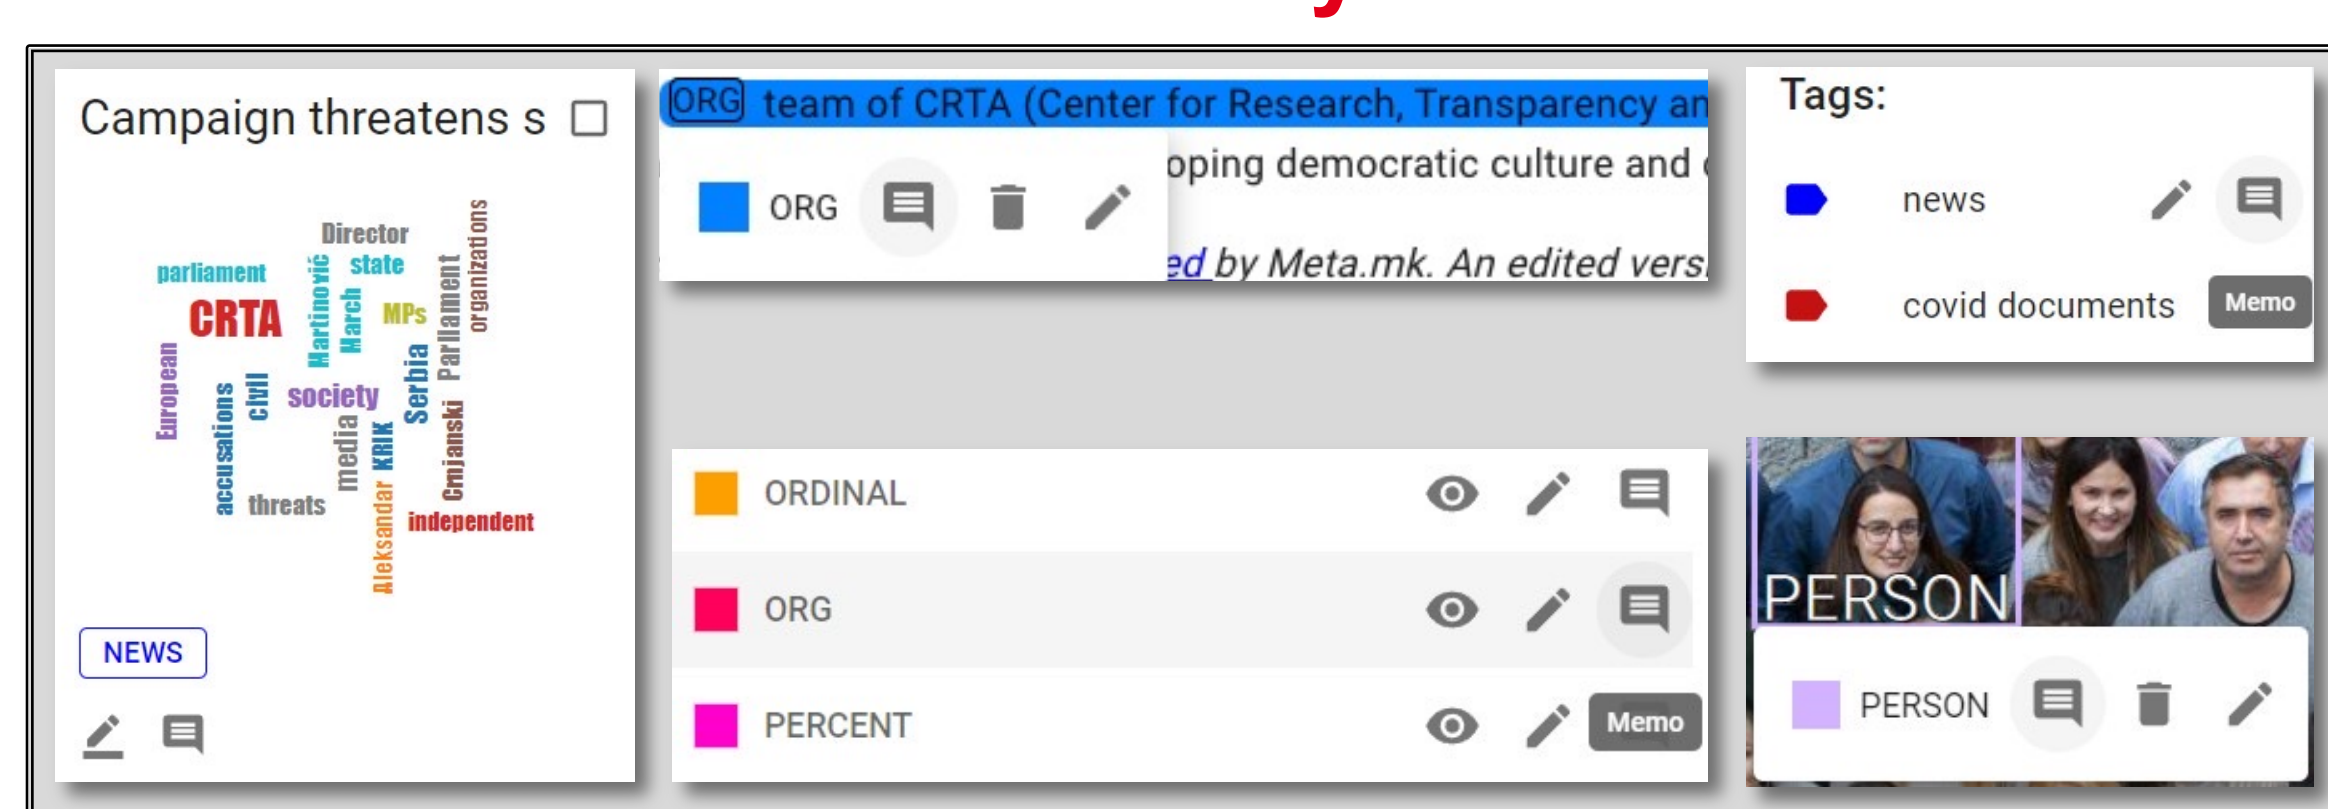 y
Campaign threatens s
Director
organizations
parliament
Martinović
state
Parliament
CRTA
March
MPs
European
accusations
civil
society
Serbia
media
KRIK
Crnjanski
threats
Aleksandar
independent
NEWS
ORG team of CRTA (Center for Research, Transparency an
oping democratic culture and
ORG
ed by Meta.mk. An edited vers
Tags:
news
covid documents
Memo
ORDINAL
ORG
PERCENT
Memo
PERSON
PERSON